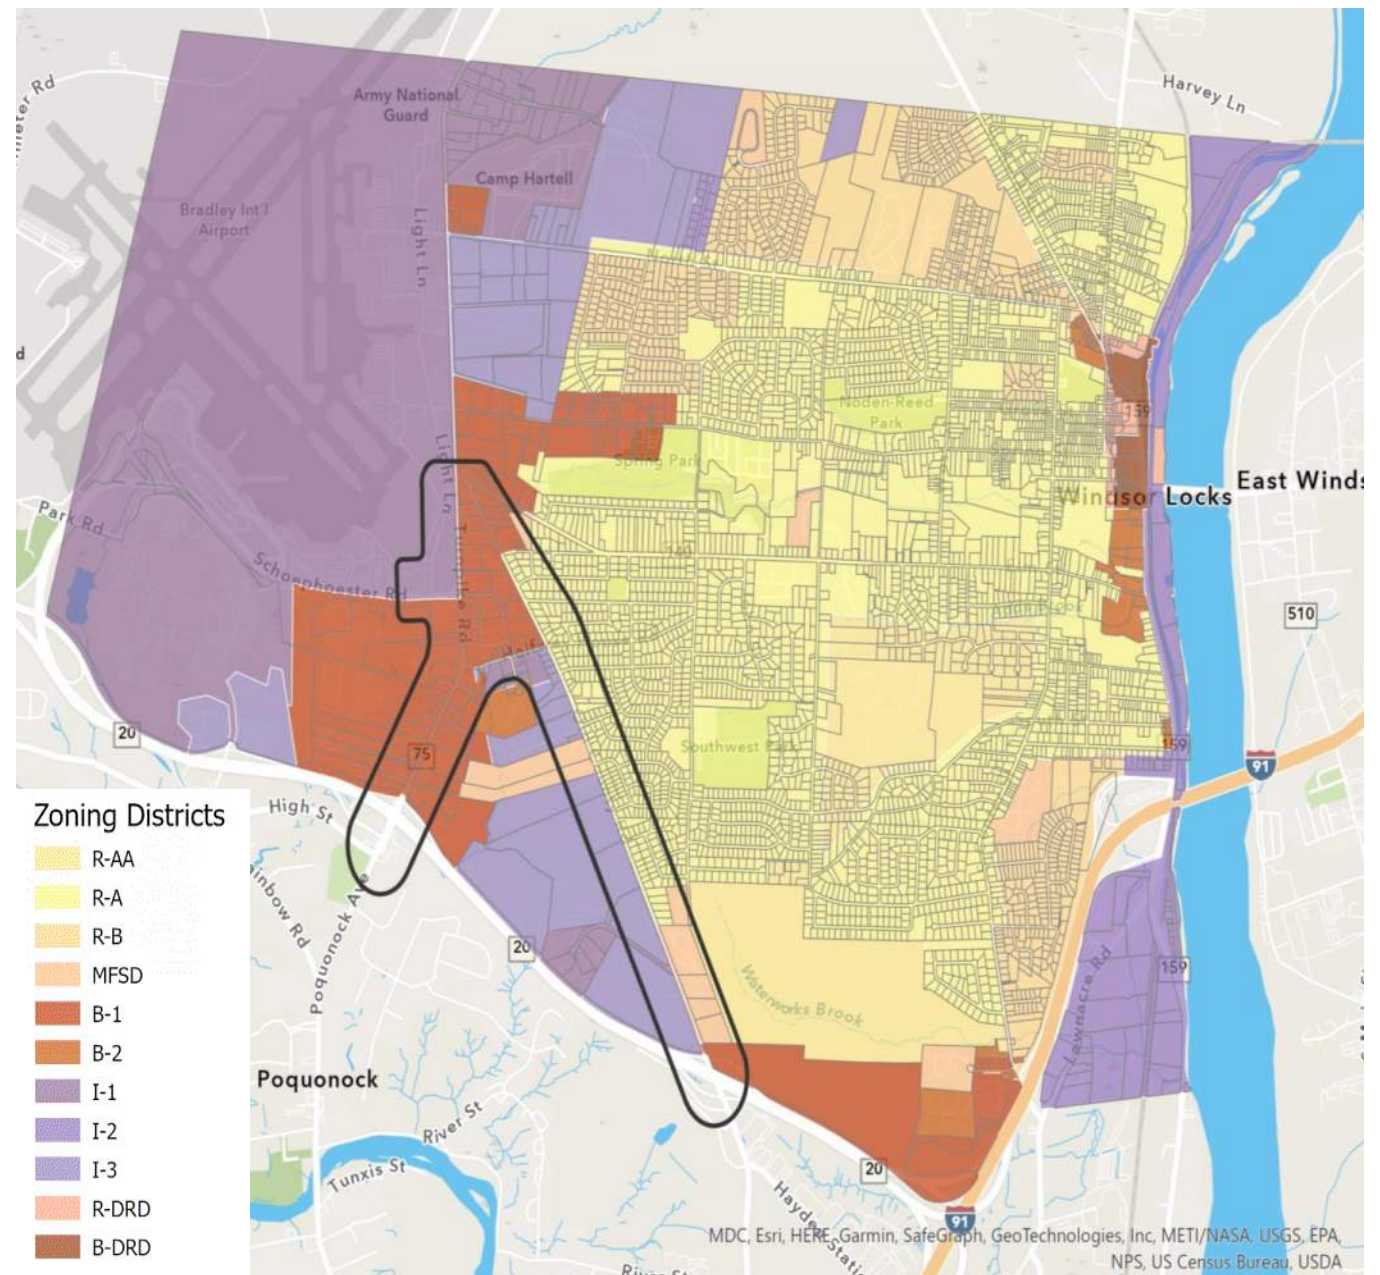 Harvey Ln
Army National
Guard
Camp Hartell
Bradley Int'l
Airport
Light Ln
Noden-Reed
Park
159
Spring Park
Light Ln
East Winds
Windsor Locks
Park Rd
Schoephoester Rd
Turnpike Rd
140
510
20
75
Southwest Park
159
91
High St
Poquonock Ave
20
159
Lawnacre Rd
Waterworks Brook
Poquonock
River St
Tunxis St
20
91
Zoning Districts
R-AA
R-A
R-B
MFSD
B-1
B-2
I-1
I-2
I-3
R-DRD
B-DRD
MDC, Esri, HERE, Garmin, SafeGraph, GeoTechnologies, Inc, METI/NASA, USGS, EPA,
NPS, US Census Bureau, USDA